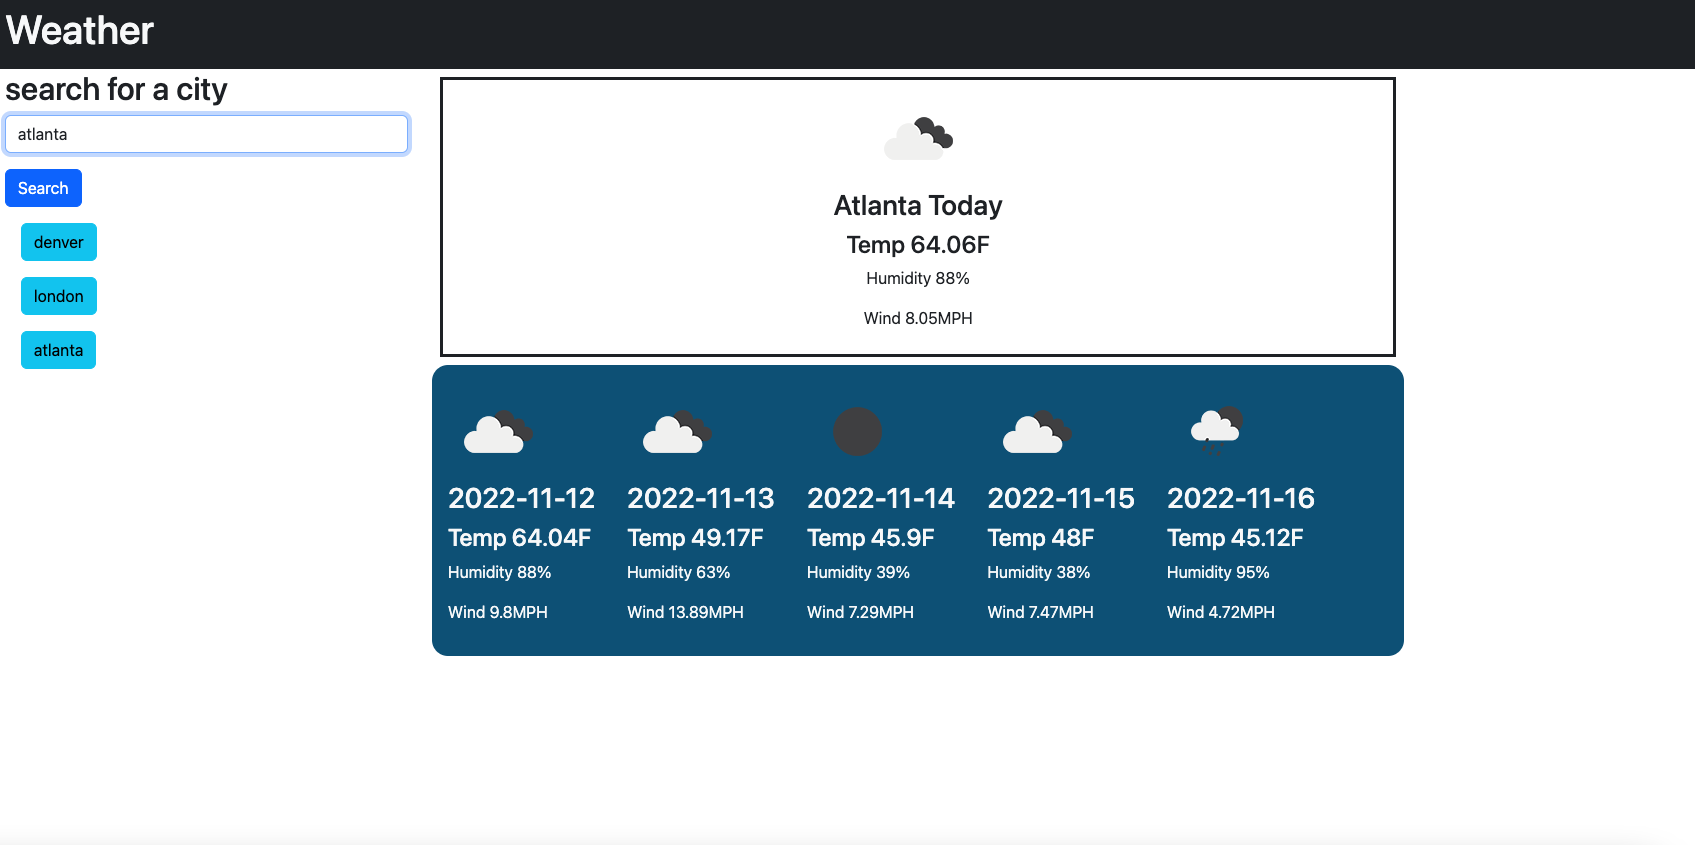 Weather
search for a city
atlanta
Search
denver
london
atlanta
Atlanta Today
Temp 64.06F
Humidity 88%
Wind 8.05MPH
2022-11-12
Temp 64.04F
Humidity 88%
Wind 9.8MPH
2022-11-13
Temp 49.17F
Humidity 63%
Wind 13.89MPH
2022-11-14
Temp 45.9F
Humidity 39%
Wind 7.29MPH
2022-11-15
Temp 48F
Humidity 38%
Wind 7.47MPH
2022-11-16
Temp 45.12F
Humidity 95%
Wind 4.72MPH